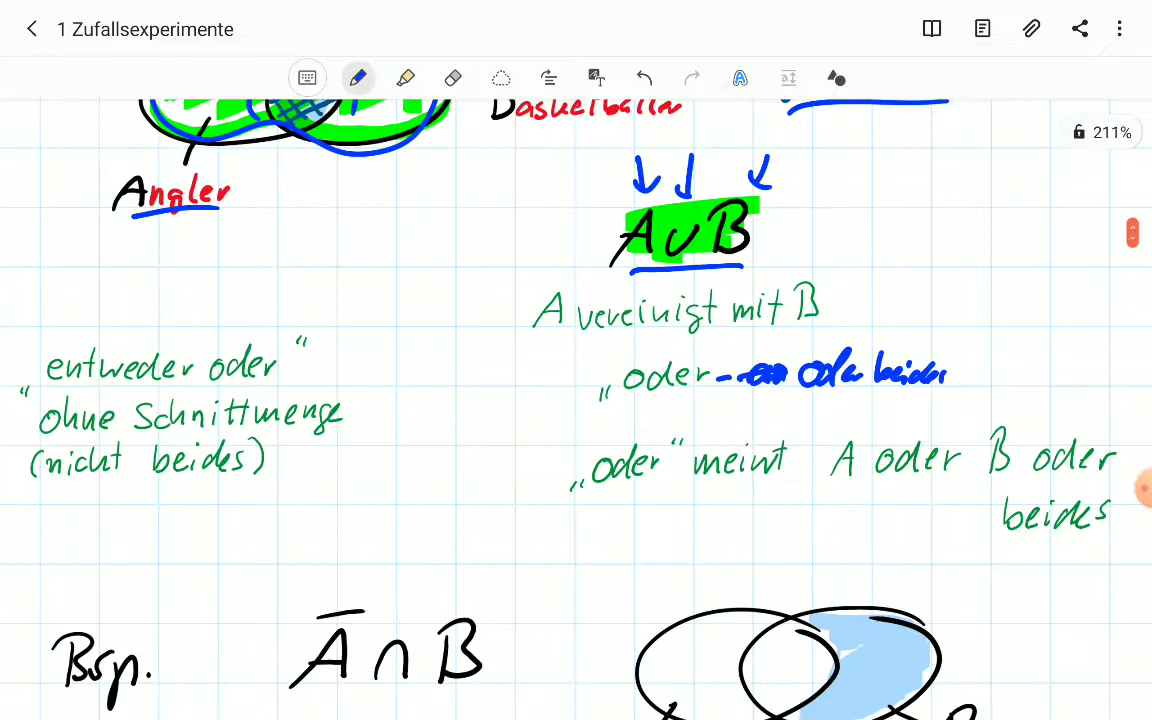 1 Zufallsexperimente
211%
Basketballer
Angler
A ∪ B
A vereinigt mit B
„entweder oder“
ohne Schnittmenge
(nicht beides)
„oder - oder beides
„oder“ meint A oder B oder
beides
Bsp. A̅ ∩ B